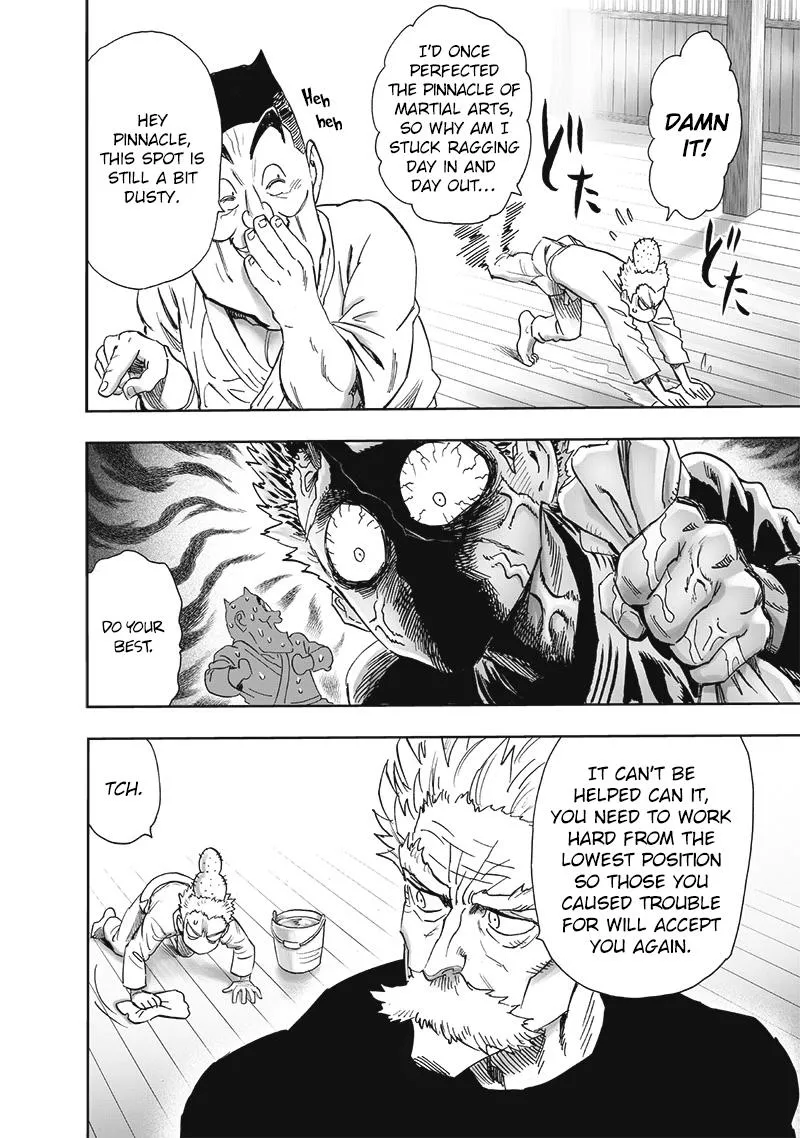 DAMN
IT!
どたっ
どたっ
I'D ONCE
PERFECTED
THE PINNACLE OF
MARTIAL ARTS,
SO WHY AM I
STUCK RAGGING
DAY IN AND
DAY OUT...
Heh
heh
HEY
PINNACLE,
THIS SPOT IS
STILL A BIT
DUSTY.
DO YOUR
BEST.
IT CAN'T BE
HELPED CAN IT,
YOU NEED TO WORK
HARD FROM THE
LOWEST POSITION
SO THOSE YOU
CAUSED TROUBLE
FOR WILL ACCEPT
YOU AGAIN.
TCH.